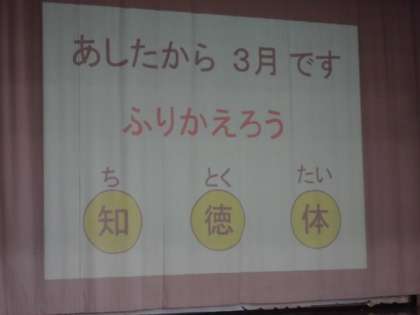 あしたから 3月 です
ふりかえろう
ち とく たい
知 徳 体